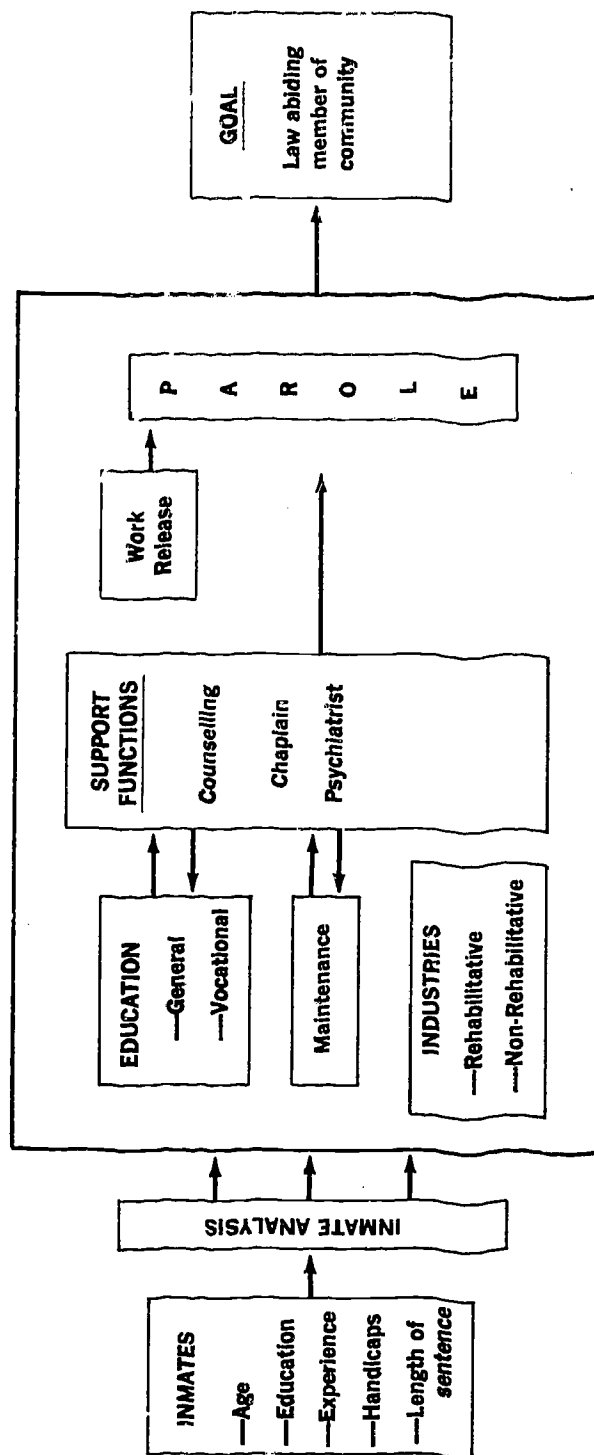 INMATES
—Age
—Education
—Experience
—Handicaps
—Length of
sentence
INMATE ANALYSIS
EDUCATION
—General
—Vocational
Maintenance
INDUSTRIES
—Rehabilitative
—Non-Rehabilitative
SUPPORT
FUNCTIONS
Counselling
Chaplain
Psychiatrist
Work
Release
P
A
R
O
L
E
GOAL
Law abiding
member of
community